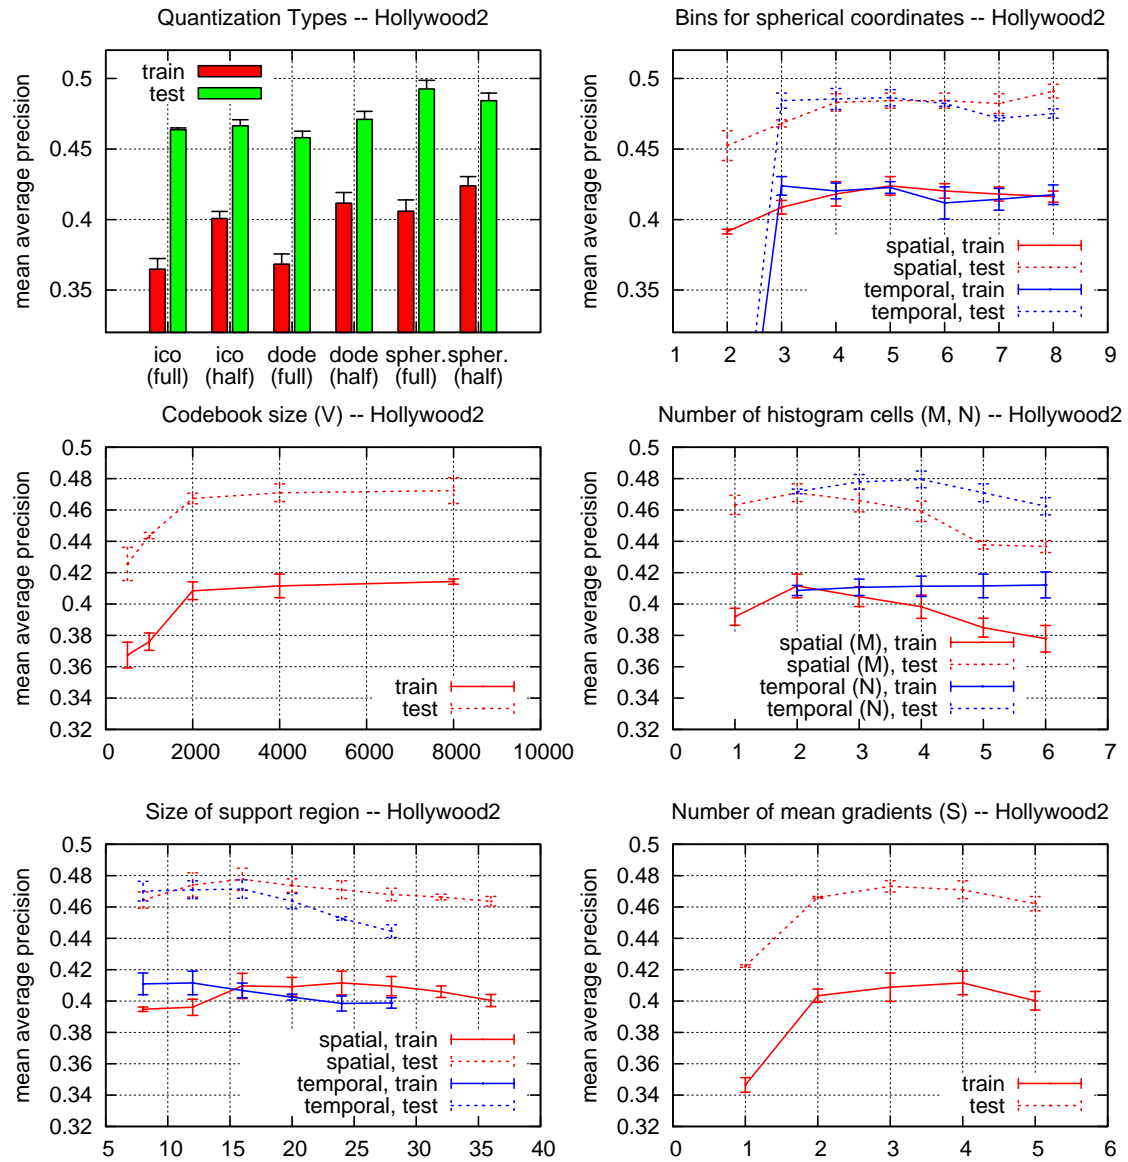 Quantization Types -- Hollywood2
mean average precision
0.5
0.45
0.4
0.35
train
test
ico (full)
ico (half)
dode (full)
dode (half)
spher. (full)
spher. (half)
Bins for spherical coordinates -- Hollywood2
mean average precision
0.5
0.45
0.4
0.35
spatial, train
spatial, test
temporal, train
temporal, test
1 2 3 4 5 6 7 8 9
Codebook size (V) -- Hollywood2
mean average precision
0.5
0.48
0.46
0.44
0.42
0.4
0.38
0.36
0.34
0.32
train
test
0 2000 4000 6000 8000 10000
Number of histogram cells (M, N) -- Hollywood2
mean average precision
0.5
0.48
0.46
0.44
0.42
0.4
0.38
0.36
0.34
0.32
spatial (M), train
spatial (M), test
temporal (N), train
temporal (N), test
0 1 2 3 4 5 6 7
Size of support region -- Hollywood2
mean average precision
0.5
0.48
0.46
0.44
0.42
0.4
0.38
0.36
0.34
0.32
spatial, train
spatial, test
temporal, train
temporal, test
5 10 15 20 25 30 35 40
Number of mean gradients (S) -- Hollywood2
mean average precision
0.5
0.48
0.46
0.44
0.42
0.4
0.38
0.36
0.34
0.32
train
test
0 1 2 3 4 5 6